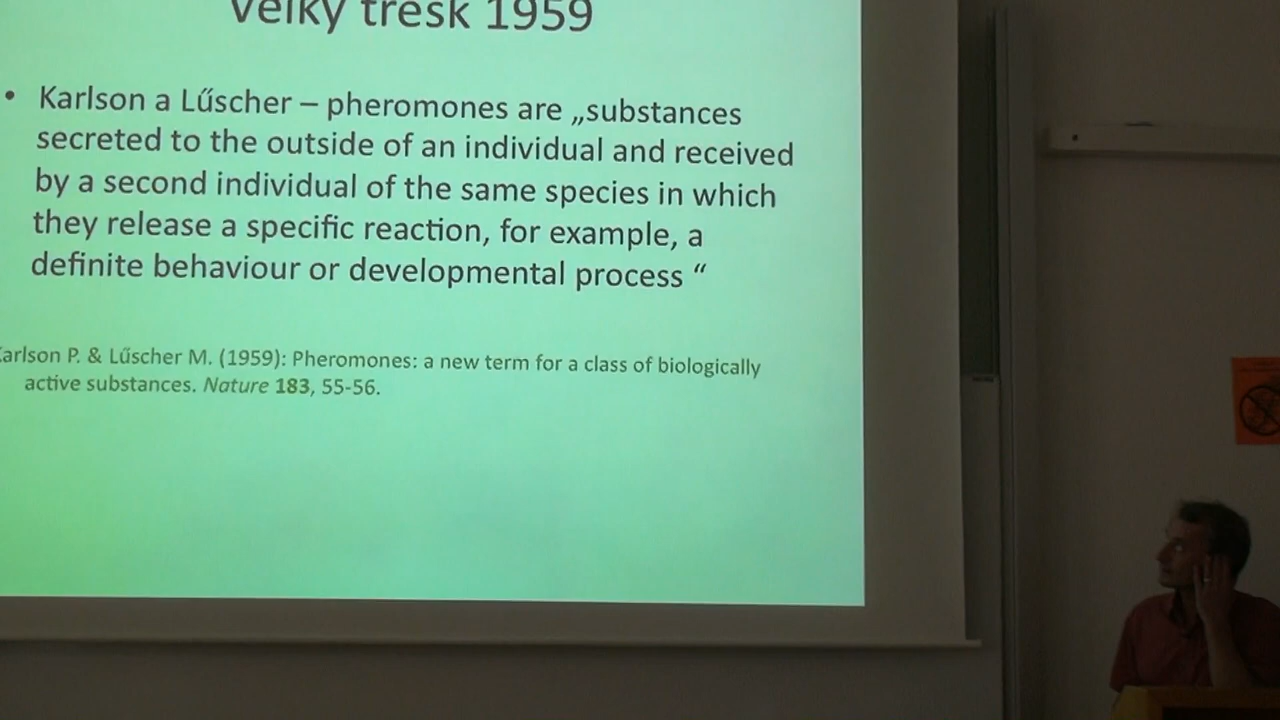 Velký třesk 1959
• Karlson a Lűscher – pheromones are „substances
secreted to the outside of an individual and received
by a second individual of the same species in which
they release a specific reaction, for example, a
definite behaviour or developmental process “
Karlson P. & Lűscher M. (1959): Pheromones: a new term for a class of biologically
active substances. Nature 183, 55-56.